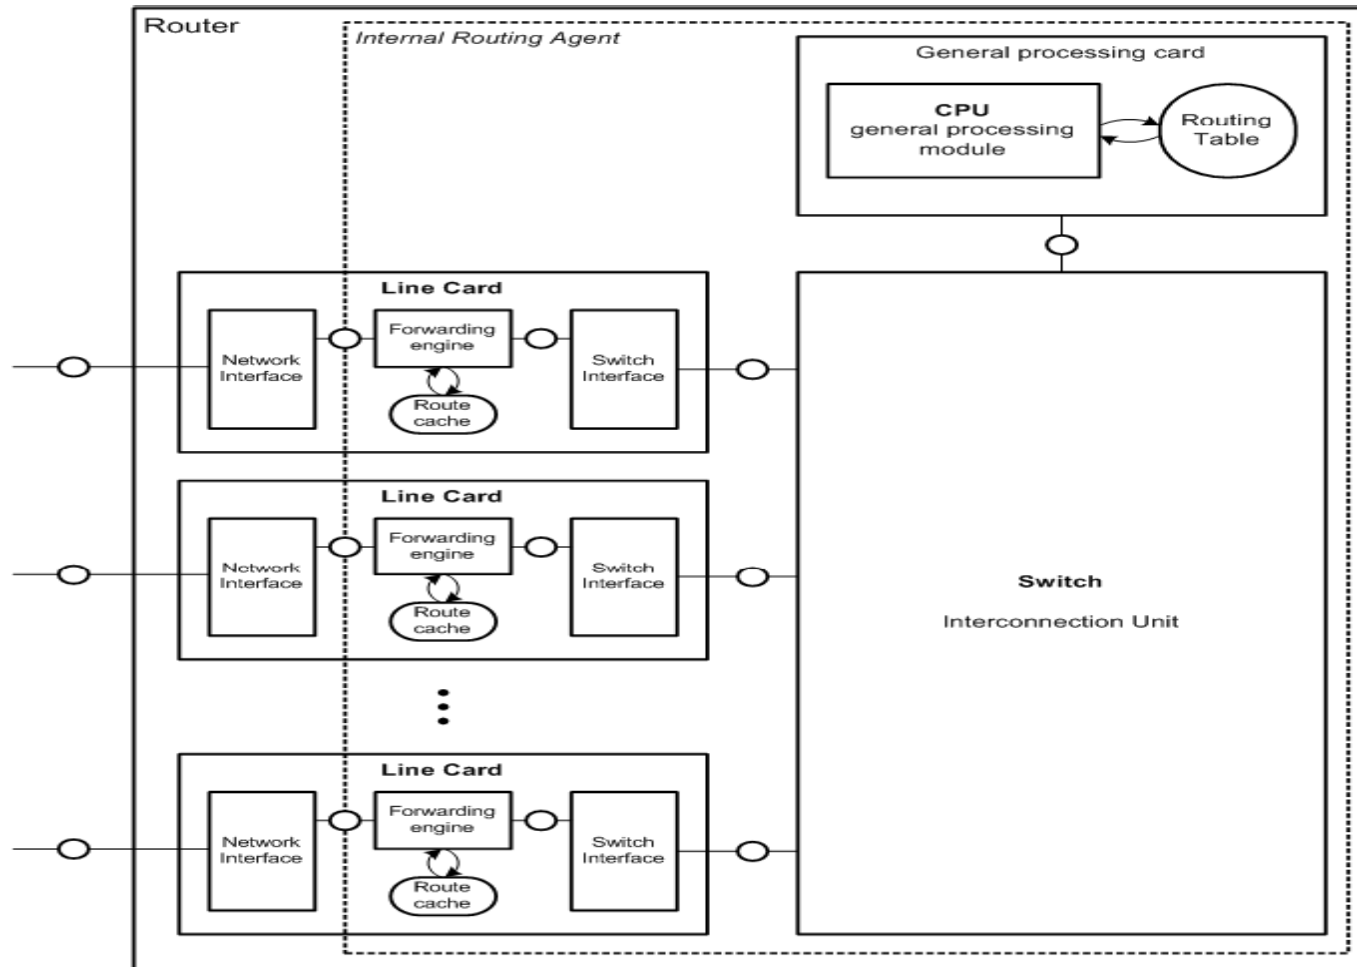 Router
Internal Routing Agent
General processing card
CPU
general processing
module
Routing
Table
Line Card
Network
Interface
Forwarding
engine
Route
cache
Switch
Interface
Line Card
Network
Interface
Forwarding
engine
Route
cache
Switch
Interface
Switch
Interconnection Unit
Line Card
Network
Interface
Forwarding
engine
Route
cache
Switch
Interface